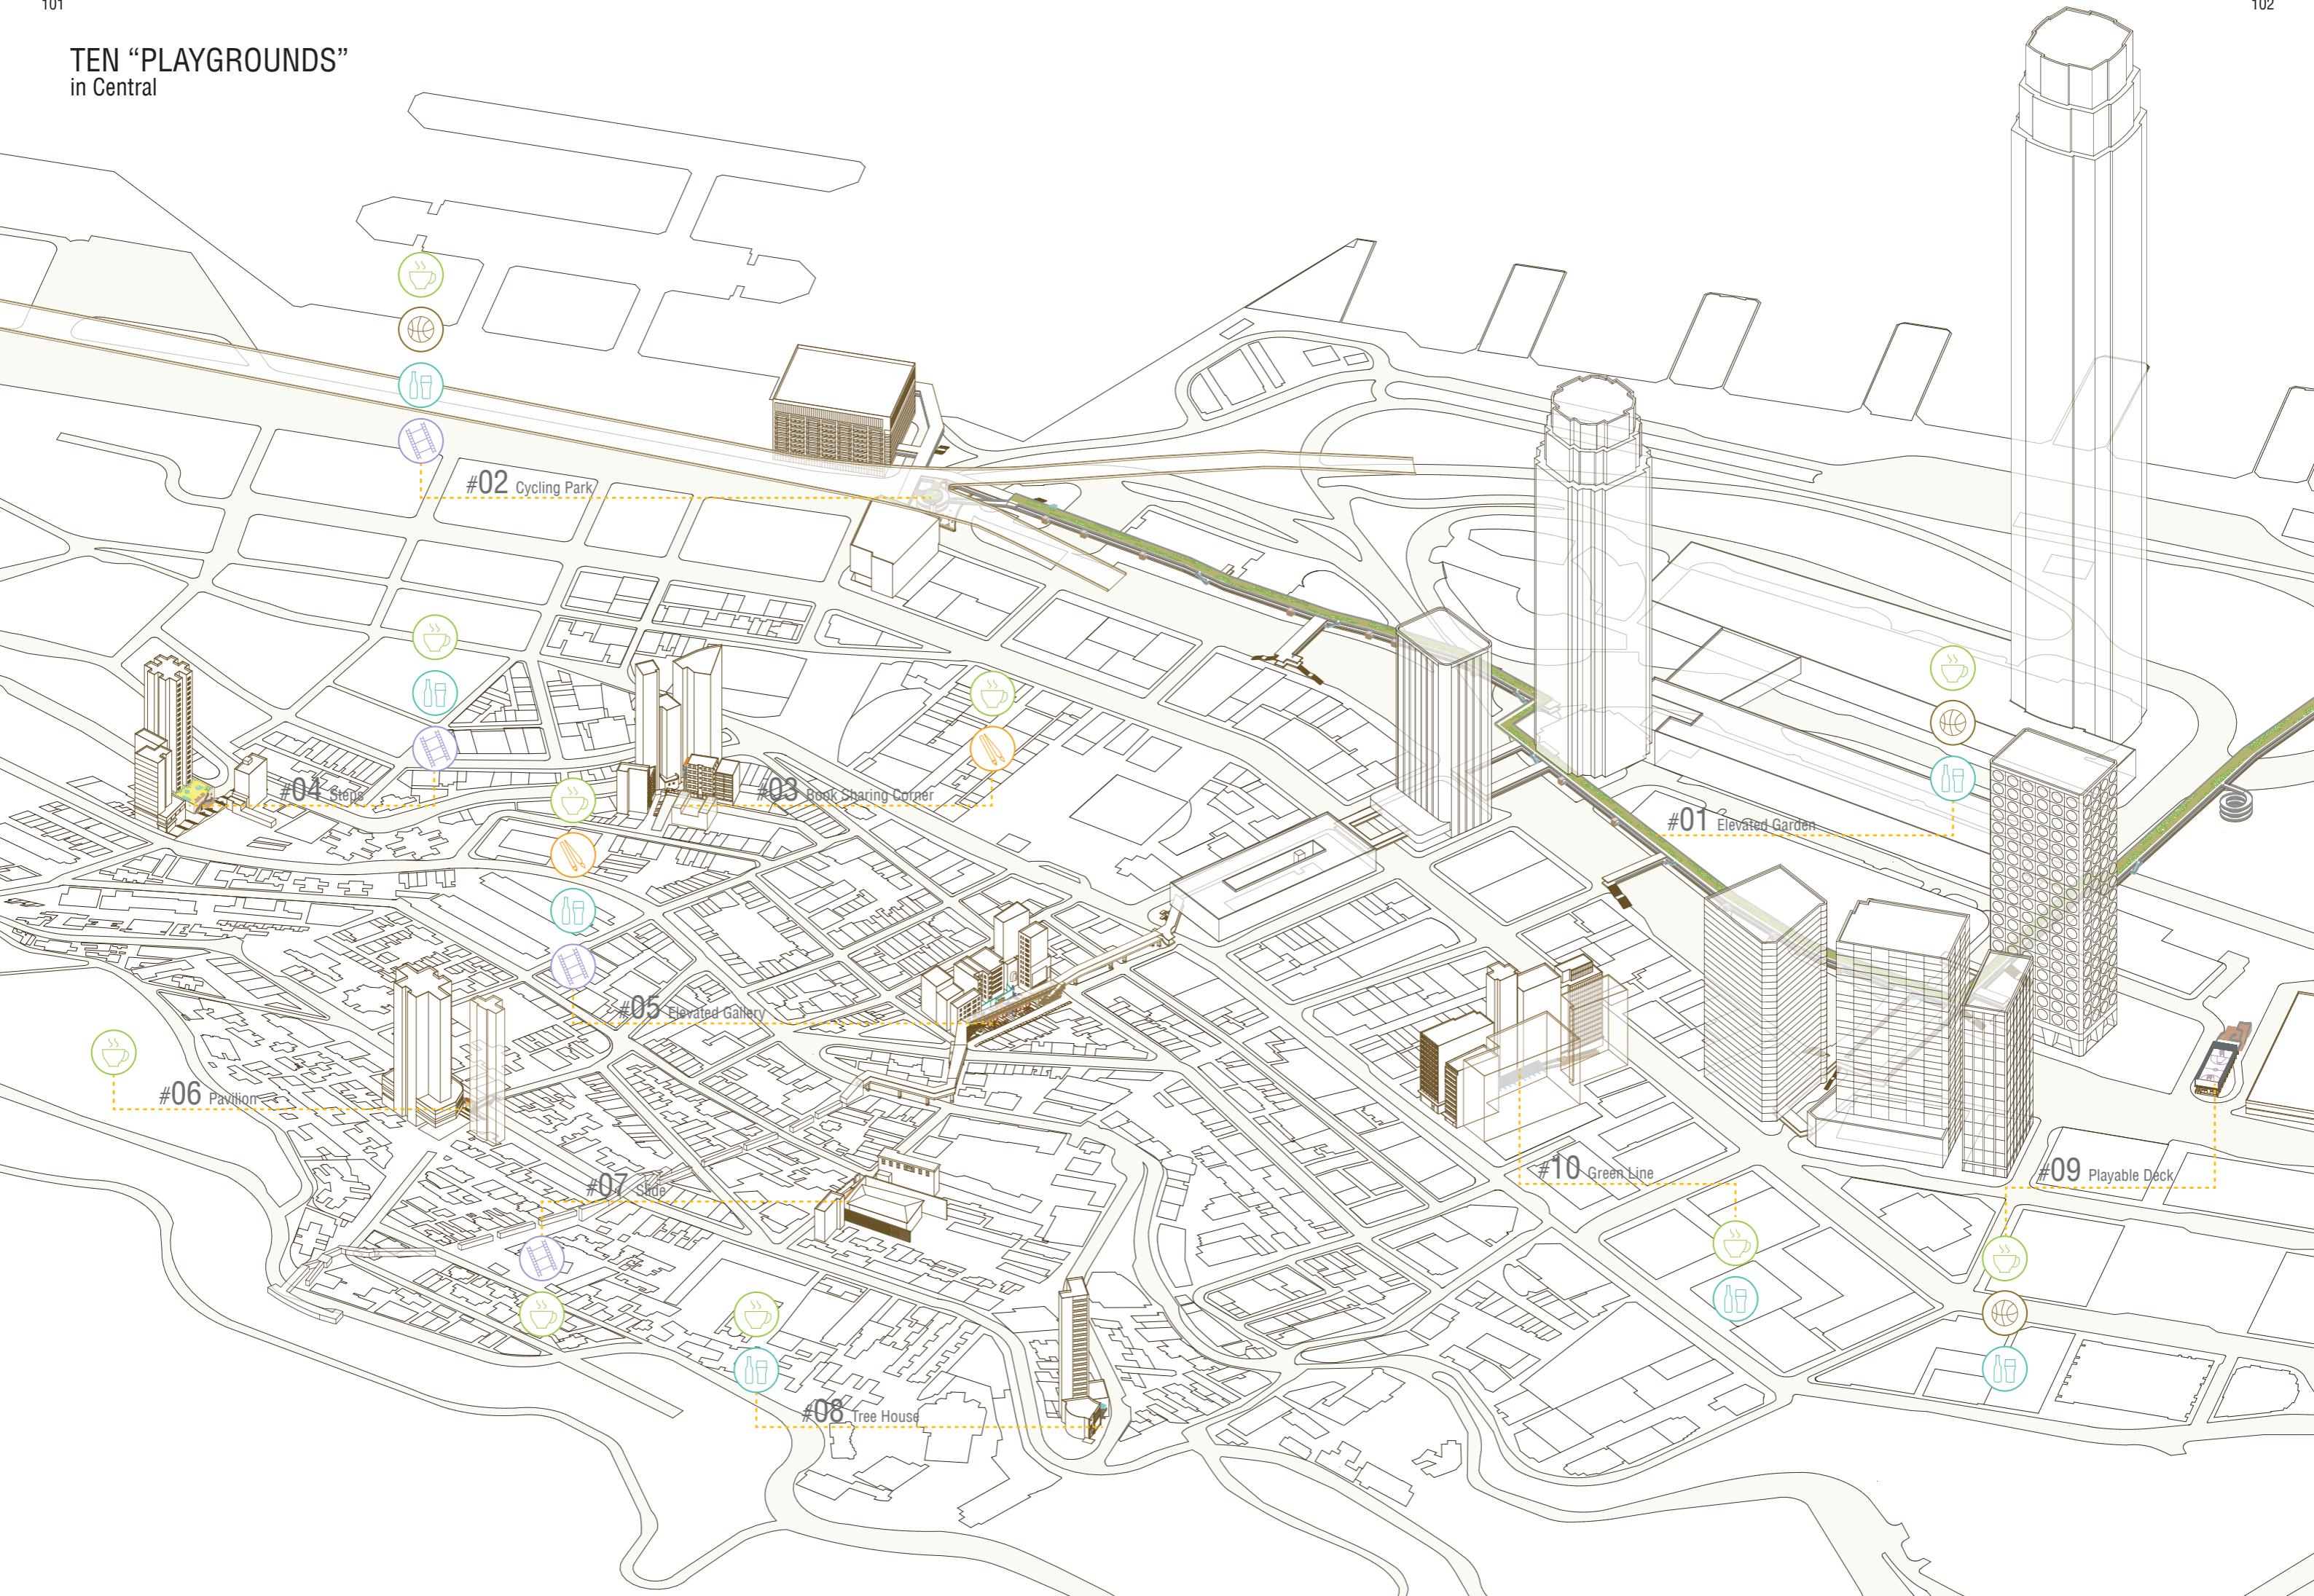 101
102
TEN “PLAYGROUNDS”
in Central
#02 Cycling Park
#04 Steps
#03 Book Sharing Corner
#01 Elevated Garden
#05 Elevated Gallery
#06 Pavilion
#07 Slide
#10 Green Line
#09 Playable Deck
#08 Tree House